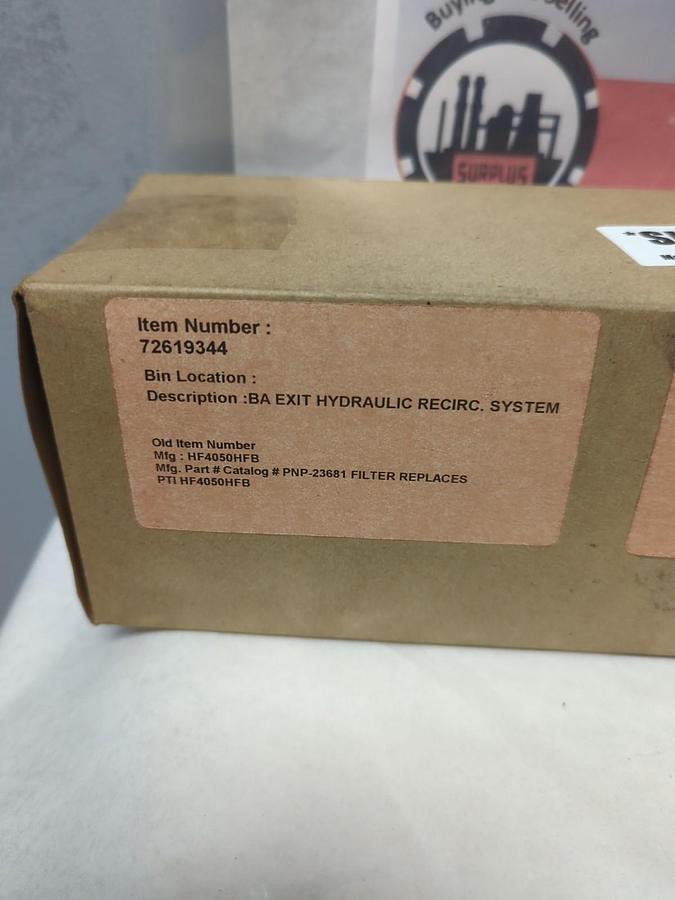 Buying
elling
SURPLUS
Item Number :
72619344
Bin Location :
Description :BA EXIT HYDRAULIC RECIRC. SYSTEM
Old Item Number
Mfg : HF4050HFB
Mfg. Part # Catalog # PNP-23681 FILTER REPLACES
PTI HF4050HFB